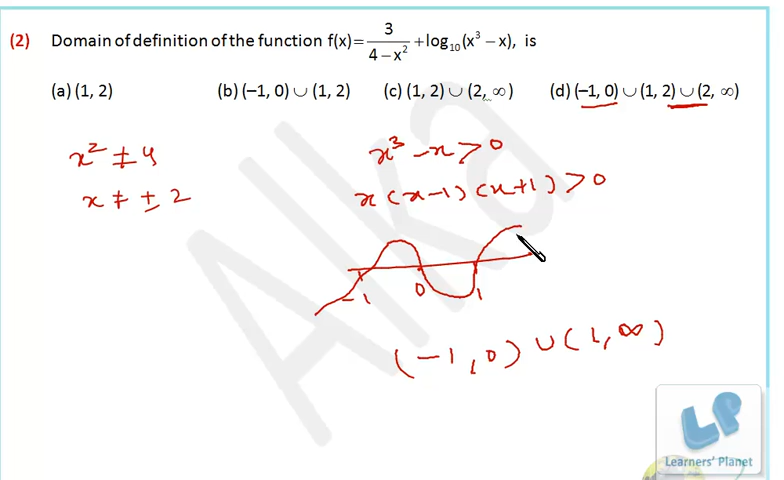 (2) Domain of definition of the function f(x)= 3/(4–x²) +log₁₀(x³ – x), is
(a) (1, 2) (b) (–1, 0) ∪ (1, 2) (c) (1, 2) ∪ (2, ∞) (d) (–1, 0) ∪ (1, 2) ∪ (2, ∞)
x² ≠ 4
x³ – x > 0
x ≠ ± 2
x (x–1) (x+1) > 0
–1 0 1
(–1, 0) ∪ (1, ∞)
Alka
LP
Learners' Planet